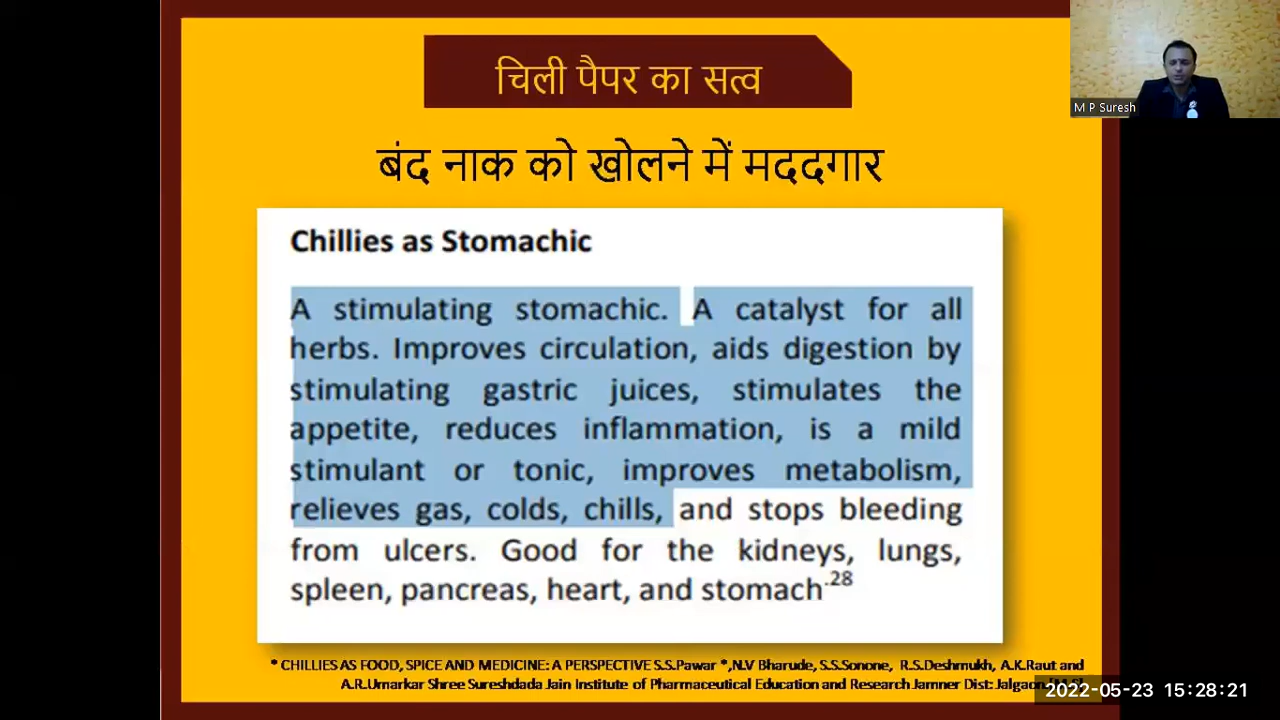 चिली पैपर का सत्व
M P Suresh
बंद नाक को खोलने में मददगार
Chillies as Stomachic
A stimulating stomachic. A catalyst for all
herbs. Improves circulation, aids digestion by
stimulating gastric juices, stimulates the
appetite, reduces inflammation, is a mild
stimulant or tonic, improves metabolism,
relieves gas, colds, chills, and stops bleeding
from ulcers. Good for the kidneys, lungs,
spleen, pancreas, heart, and stomach.28
* CHILLIES AS FOOD, SPICE AND MEDICINE: A PERSPECTIVE S.S.Pawar *,N.V Bharude, S.S.Sonone, R.S.Deshmukh, A.K.Raut and
A.R.Umarkar Shree Sureshdada Jain Institute of Pharmaceutical Education and Research Jamner Dist: Jalgaon
2022-05-23 15:28:21